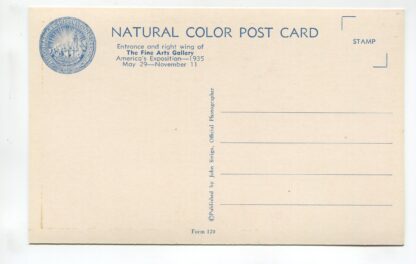 NATURAL COLOR POST CARD
Entrance and right wing of
The Fine Arts Gallery
America's Exposition—1935
May 29—November 11
STAMP
©Published by John Sirigo, Official Photographer
Form 170